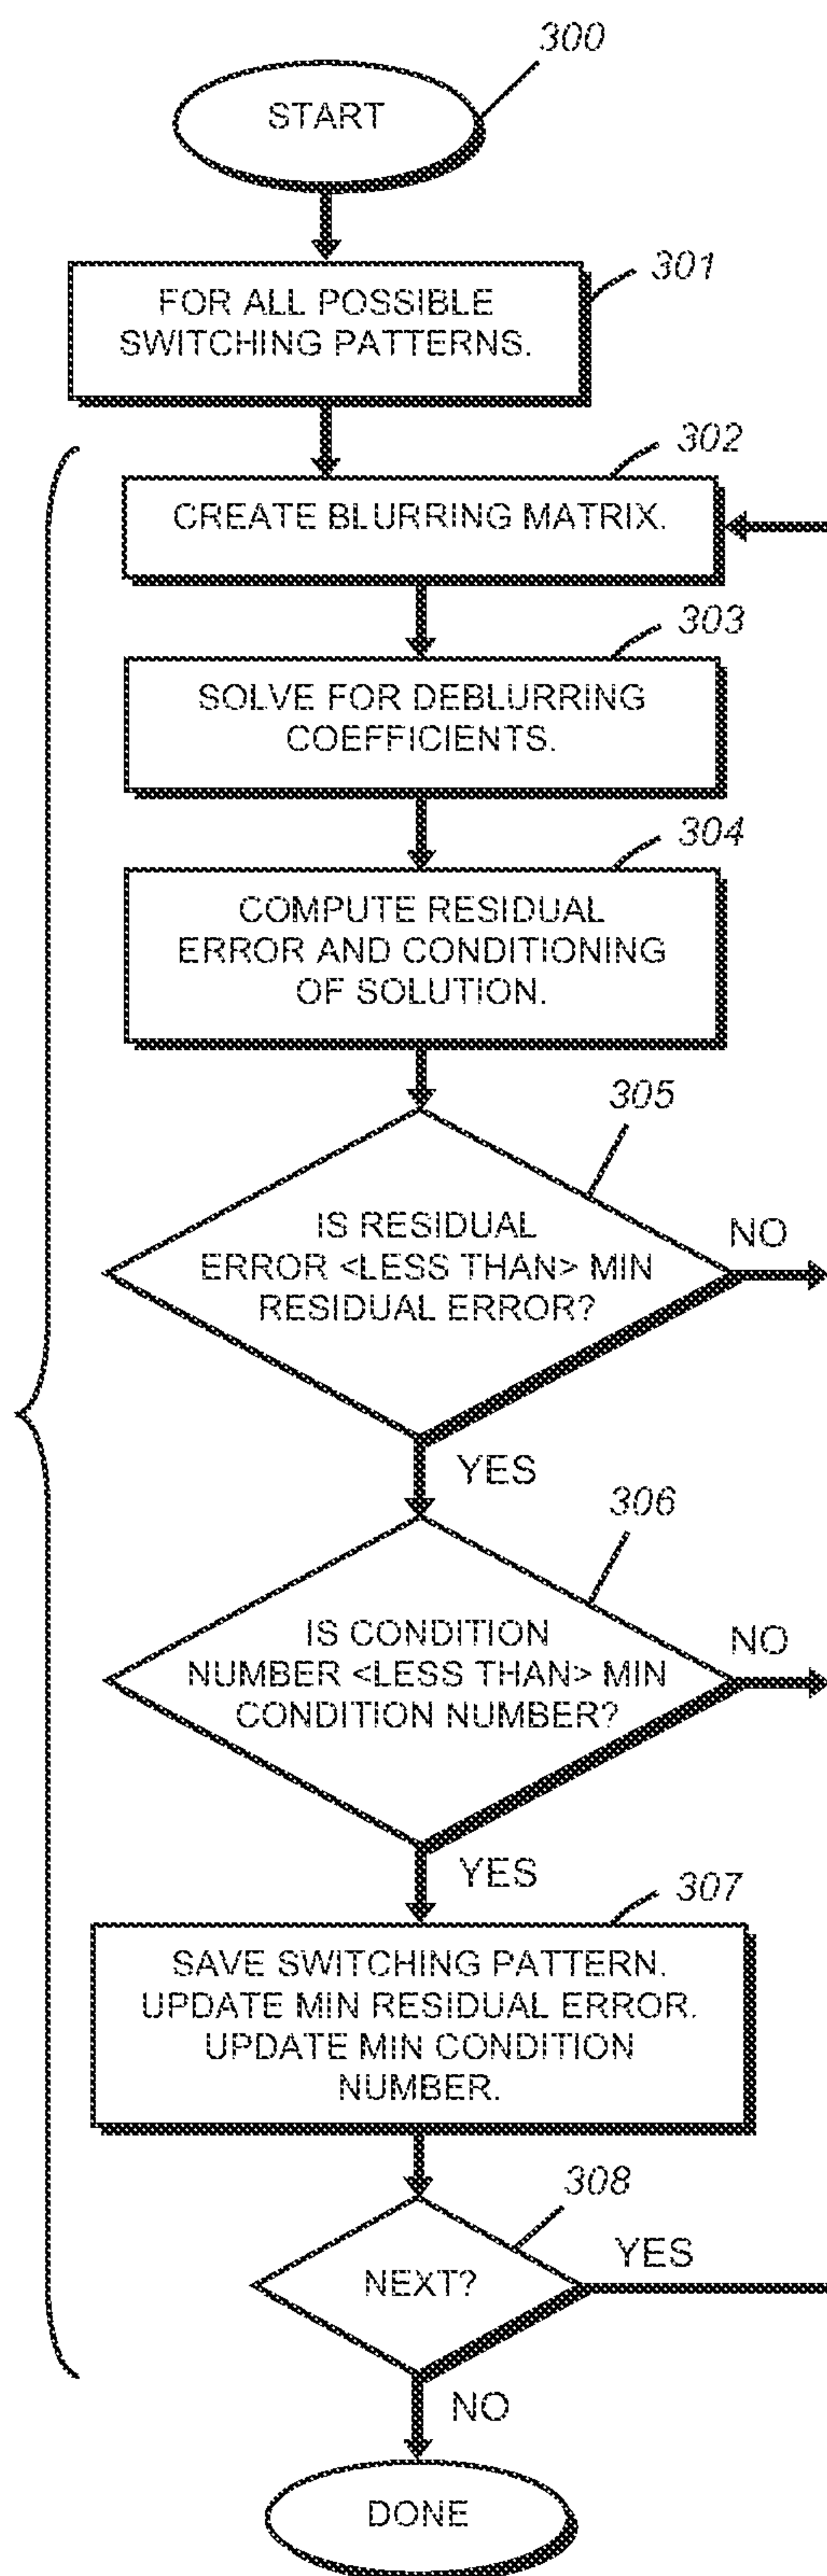 300
START
301
FOR ALL POSSIBLE
SWITCHING PATTERNS.
302
CREATE BLURRING MATRIX.
303
SOLVE FOR DEBLURRING
COEFFICIENTS.
304
COMPUTE RESIDUAL
ERROR AND CONDITIONING
OF SOLUTION.
305
IS RESIDUAL
ERROR <LESS THAN> MIN
RESIDUAL ERROR?
NO
YES
306
IS CONDITION
NUMBER <LESS THAN> MIN
CONDITION NUMBER?
NO
YES
307
SAVE SWITCHING PATTERN.
UPDATE MIN RESIDUAL ERROR.
UPDATE MIN CONDITION
NUMBER.
308
NEXT?
YES
NO
DONE